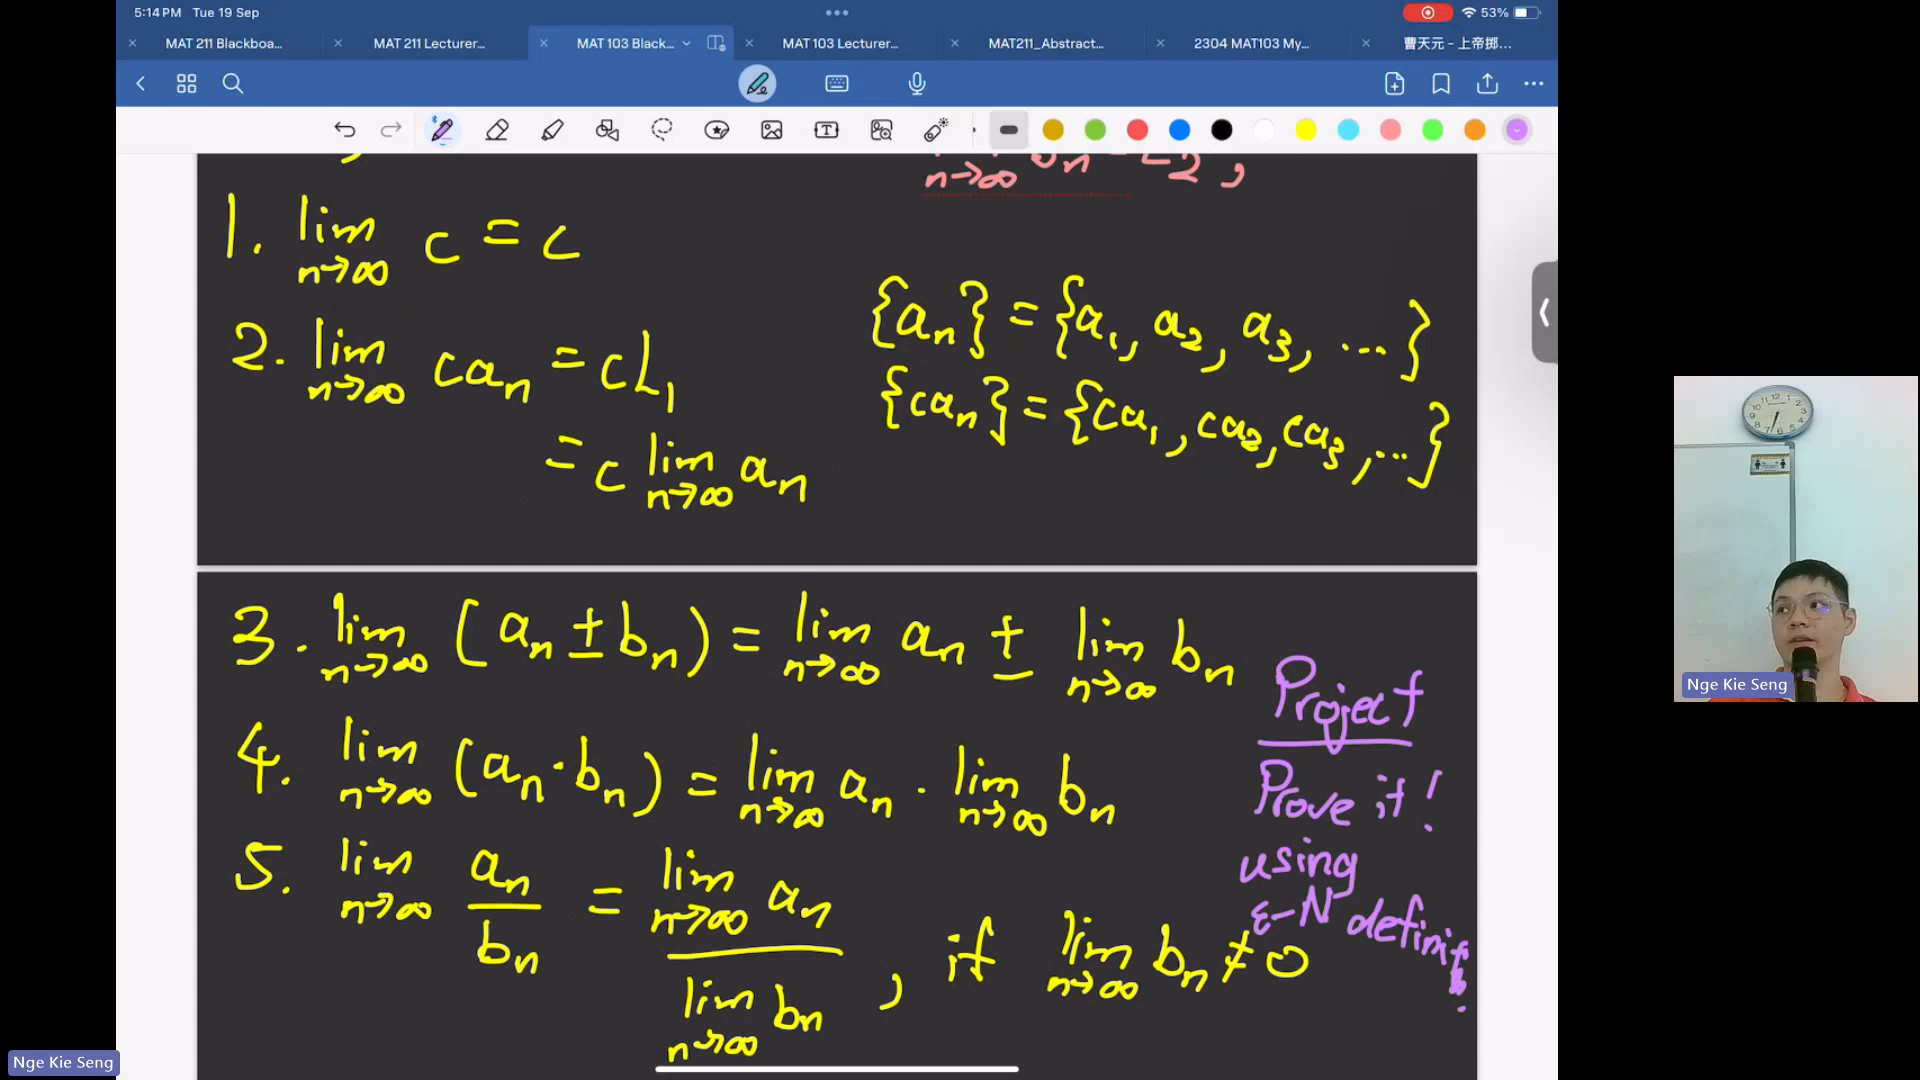 5:14 PM Tue 19 Sep
53%
MAT 211 Blackboa...
MAT 211 Lecturer...
MAT 103 Black...
MAT 103 Lecturer...
MAT211_Abstract...
2304 MAT103 My...
曹天元 - 上帝掷...
lim n→∞ bn = L2,
1. lim n→∞ c = c
{an} = {a1, a2, a3, ...}
2. lim n→∞ can = cL1
{can} = {ca1, ca2, ca3, ...}
= c lim n→∞ an
3. lim n→∞ (an ± bn) = lim n→∞ an ± lim n→∞ bn
4. lim n→∞ (an · bn) = lim n→∞ an · lim n→∞ bn
5. lim n→∞ an/bn = lim n→∞ an / lim n→∞ bn, if lim n→∞ bn ≠ 0
Project
Prove it!
using
ε-N
Nge Kie Seng
Nge Kie Seng